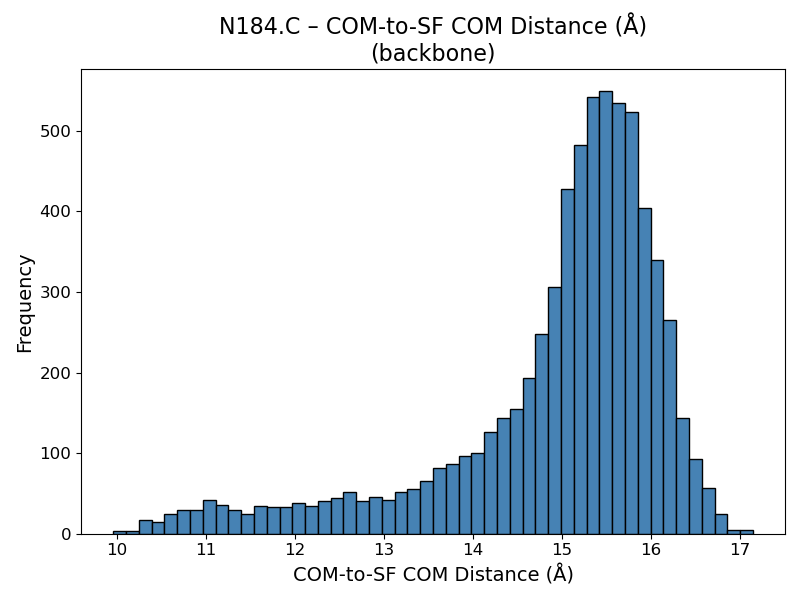 N184.C – COM-to-SF COM Distance (Å)
(backbone)
500
400
300
200
100
0
Frequency
10 11 12 13 14 15 16 17
COM-to-SF COM Distance (Å)